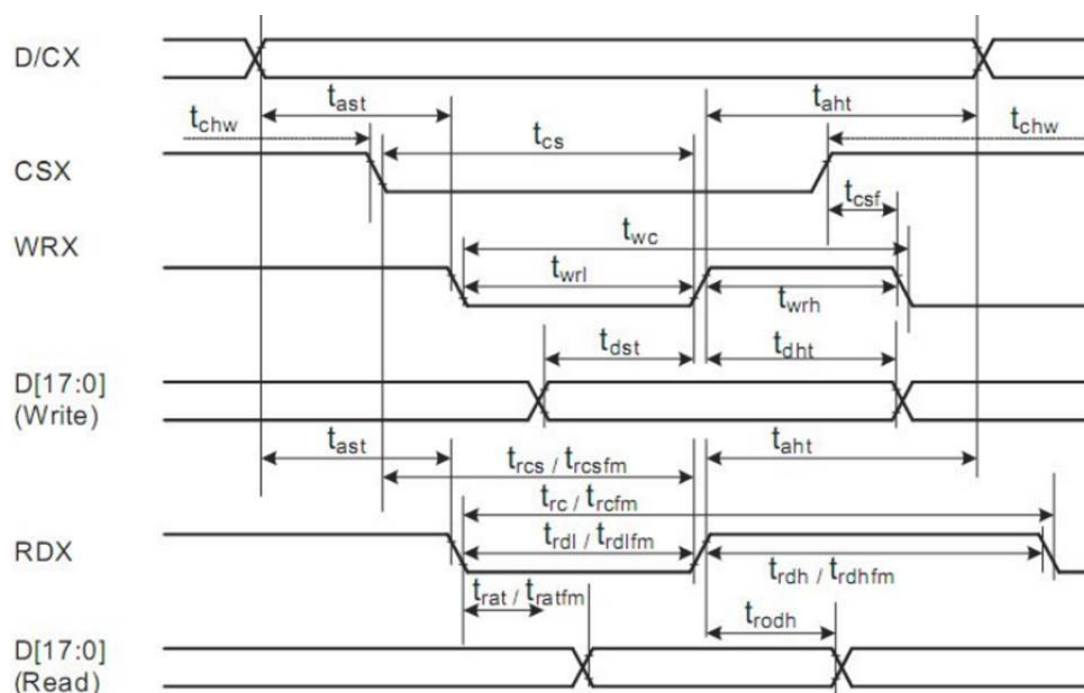 D/CX
t_ast
t_aht
t_chw
t_chw
t_cs
CSX
t_csf
WRX
t_wc
t_wrl
t_wrh
t_dst
t_dht
D[17:0]
(Write)
t_ast
t_aht
t_rcs / t_rcsfm
t_rc / t_rcfm
RDX
t_rdl / t_rdlfm
t_rdh / t_rdhfm
t_rat / t_ratfm
t_rodh
D[17:0]
(Read)